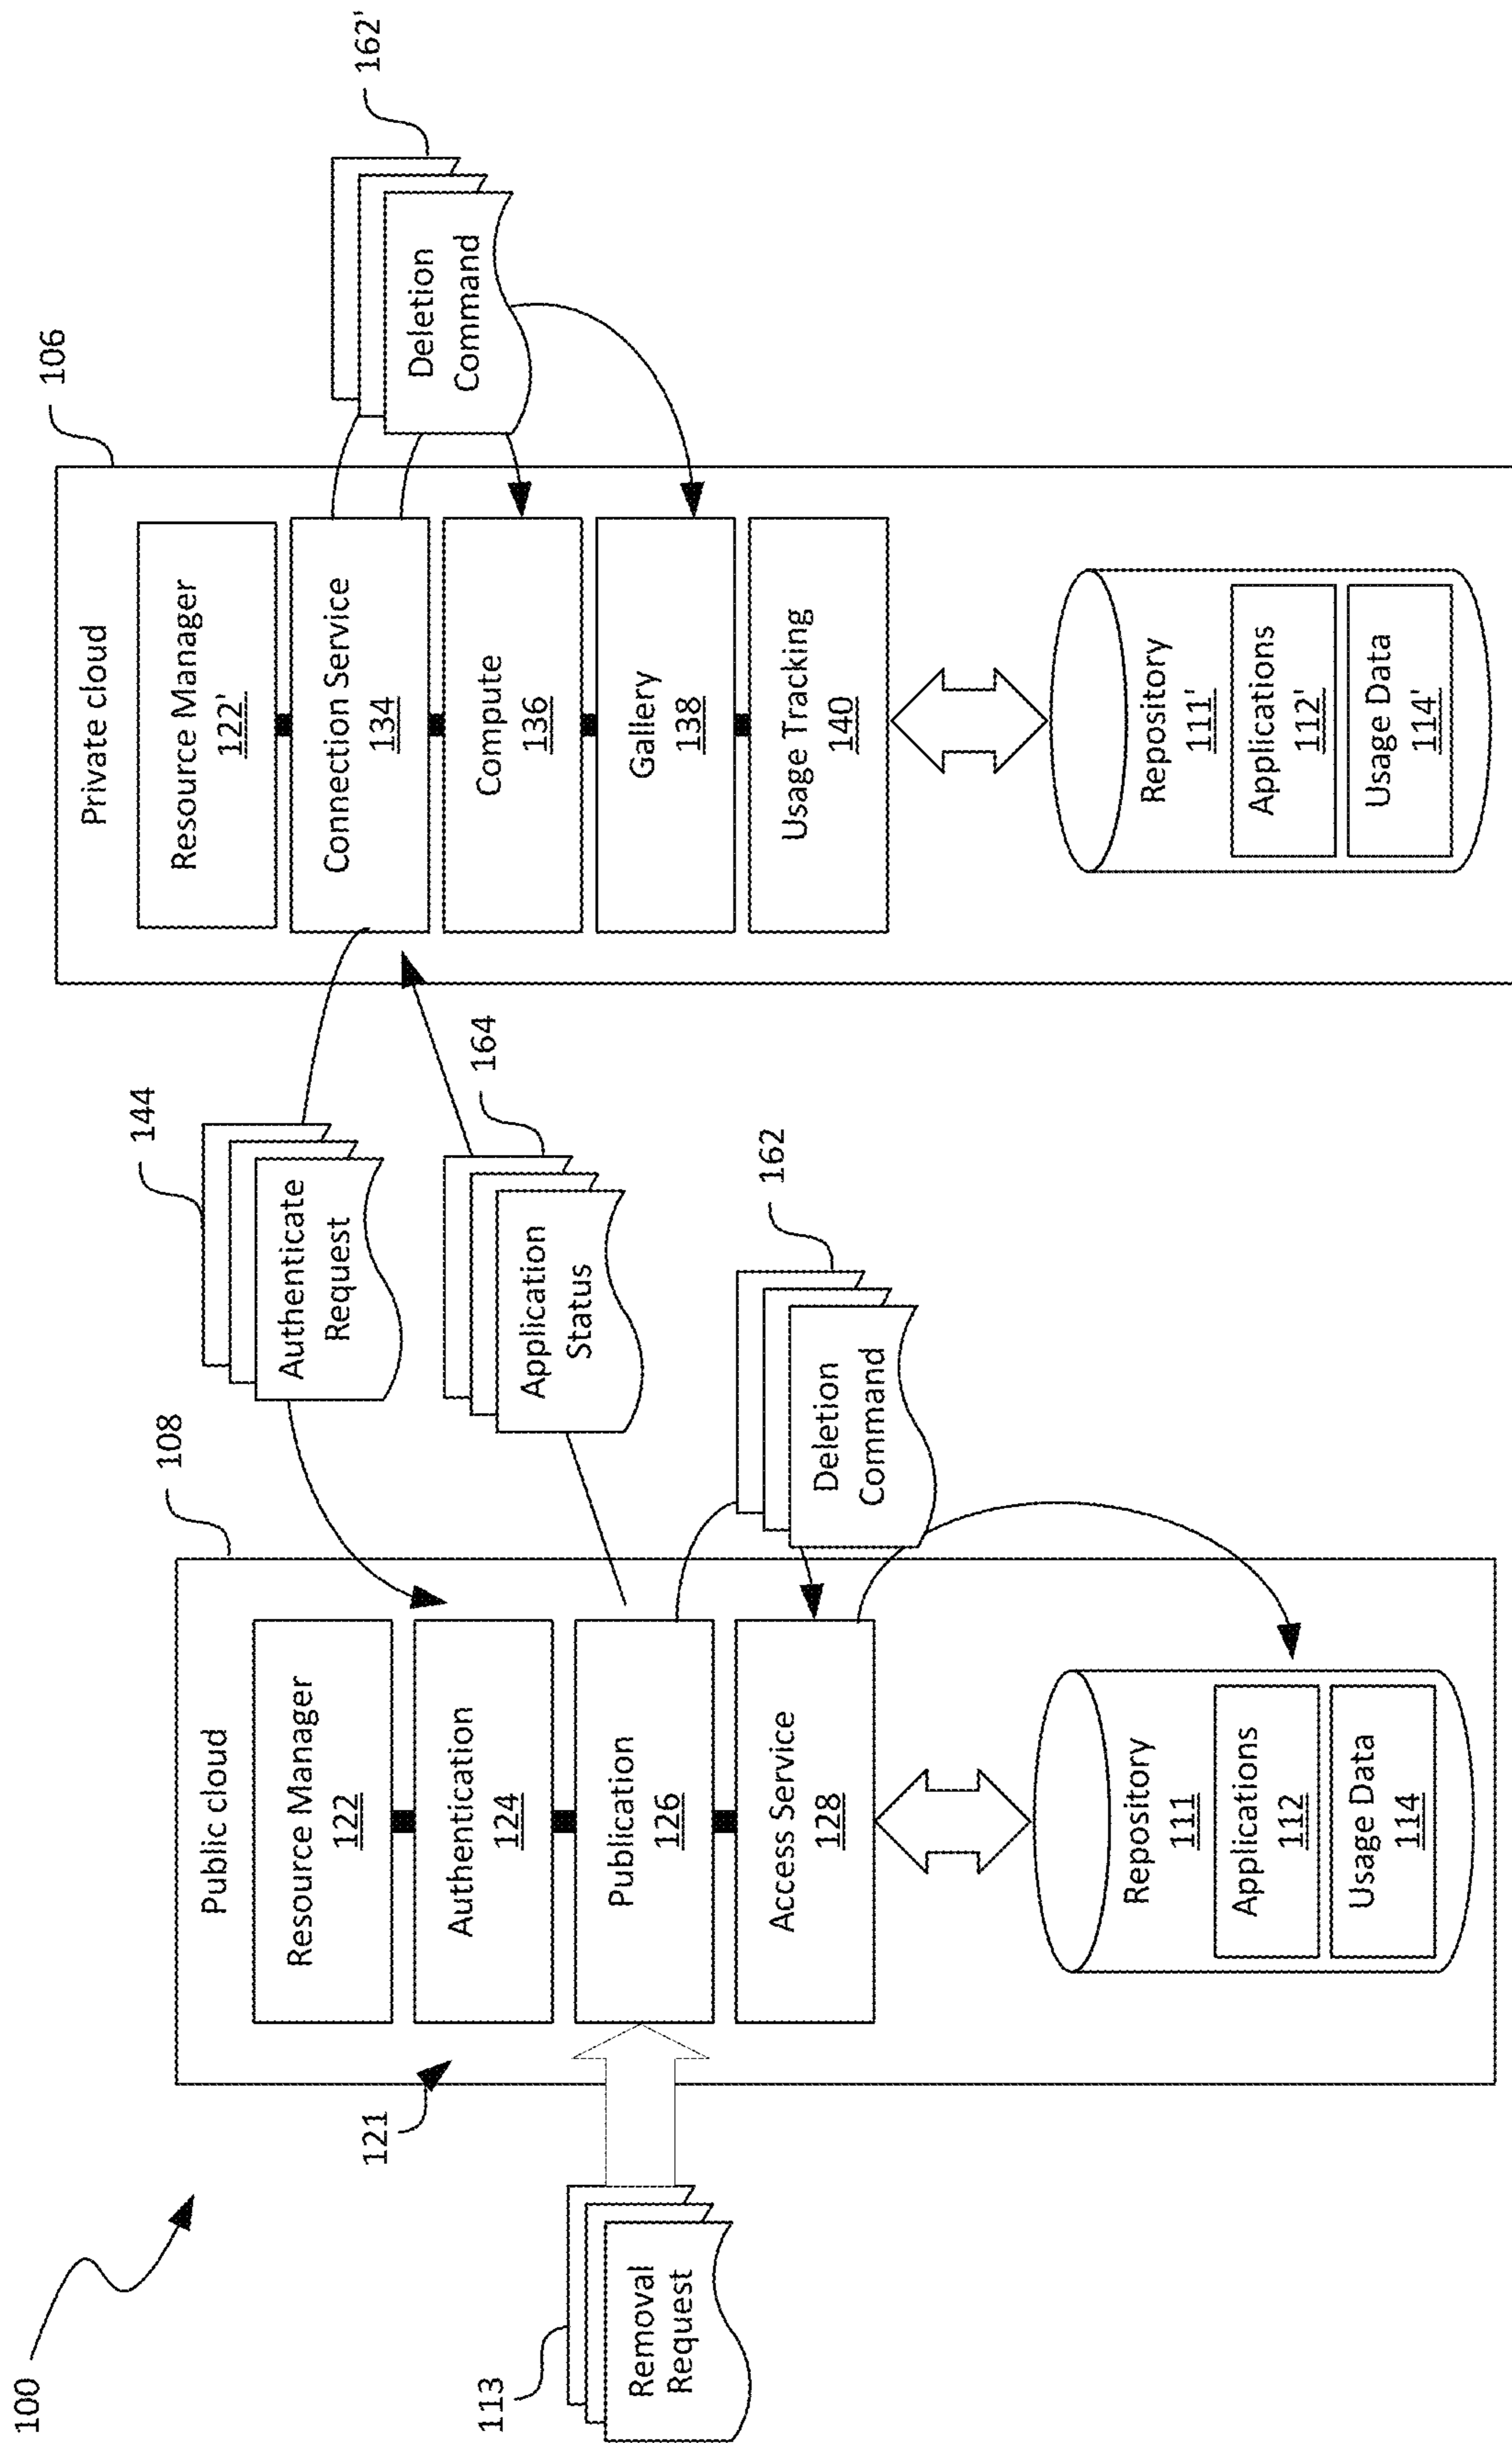 100
113
Removal
Request
121
108
Public cloud
Resource Manager
122
Authentication
124
Publication
126
Access Service
128
Repository
111
Applications
112
Usage Data
114
144
Authenticate
Request
164
Application
Status
162
Deletion
Command
106
Private cloud
Resource Manager
122'
Connection Service
134
Compute
136
Gallery
138
Usage Tracking
140
Repository
111'
Applications
112'
Usage Data
114'
162'
Deletion
Command